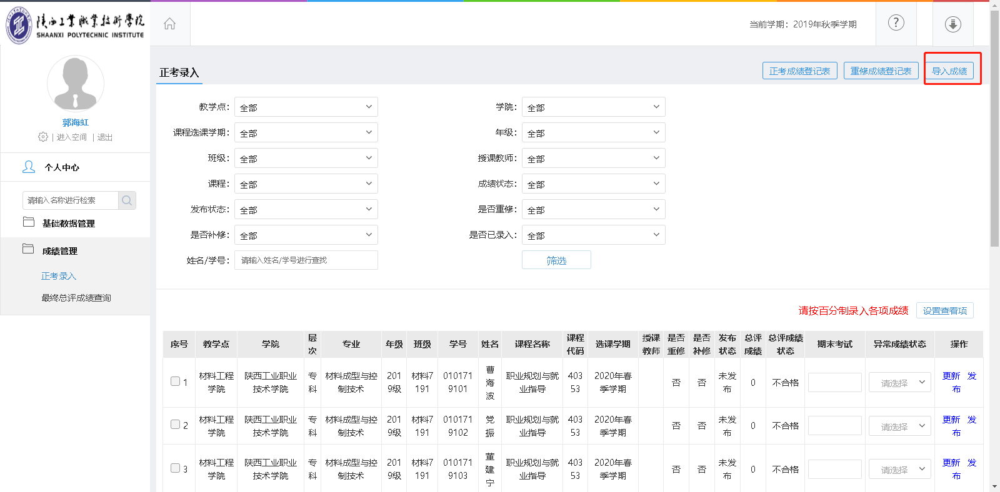 陕西工业职业技术学院
SHAANXI POLYTECHNIC INSTITUTE
当前学期：2019年秋季学期
?
郭海虹
进入空间 | 退出
个人中心
请输入名称进行检索
基础数据管理
成绩管理
正考录入
最终总评成绩查询
正考录入
正考成绩登记表 重修成绩登记表 导入成绩
教学点： 全部 学院： 全部
课程选课学期： 全部 年级： 全部
班级： 全部 授课教师： 全部
课程： 全部 成绩状态： 全部
发布状态： 全部 是否重修： 全部
是否补修： 全部 是否已录入： 全部
姓名/学号： 请输入姓名/学号进行查找 筛选
请按百分制录入各项成绩 设置查看项
序号 教学点 学院 层次 专业 年级 班级 学号 姓名 课程名称 课程代码 选课学期 授课教师 是否重修 是否补修 发布状态 总评成绩 总评成绩状态 期末考试 异常成绩状态 操作
1 材料工程学院 陕西工业职业技术学院 专科 材料成型与控制技术 2019级 材料7191 0101719101 曹海波 职业规划与就业指导 40353 2020年春季学期 否 否 未发布 0 不合格 请选择 更新 发布
2 材料工程学院 陕西工业职业技术学院 专科 材料成型与控制技术 2019级 材料7191 0101719102 党振 职业规划与就业指导 40353 2020年春季学期 否 否 未发布 0 不合格 请选择 更新 发布
3 材料工程学院 陕西工业职业技术学院 专科 材料成型与控制技术 2019级 材料7191 0101719103 董建宁 职业规划与就业指导 40353 2020年春季学期 否 否 未发布 0 不合格 请选择 更新 发布